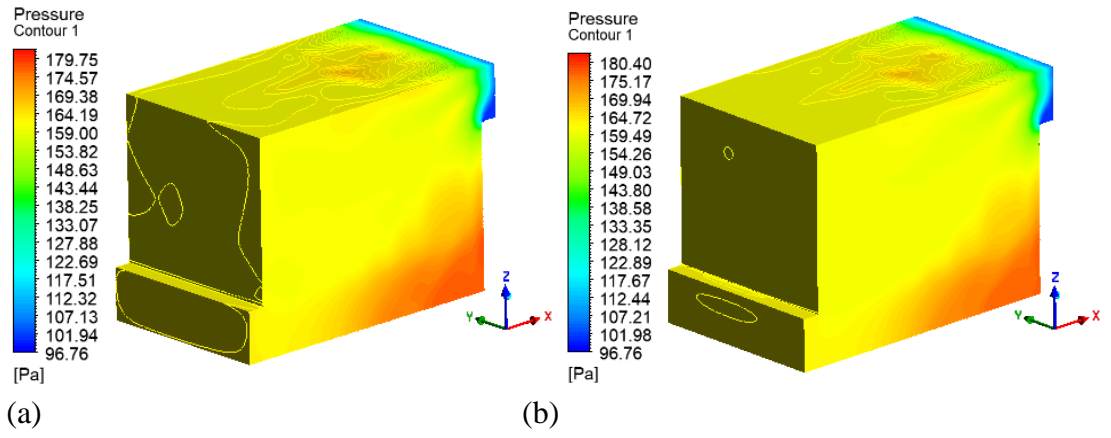 Pressure
Contour 1
179.75
174.57
169.38
164.19
159.00
153.82
148.63
143.44
138.25
133.07
127.88
122.69
117.51
112.32
107.13
101.94
96.76
[Pa]
Z
Y
X
(a)
Pressure
Contour 1
180.40
175.17
169.94
164.72
159.49
154.26
149.03
143.80
138.58
133.35
128.12
122.89
117.67
112.44
107.21
101.98
96.76
[Pa]
Z
Y
X
(b)